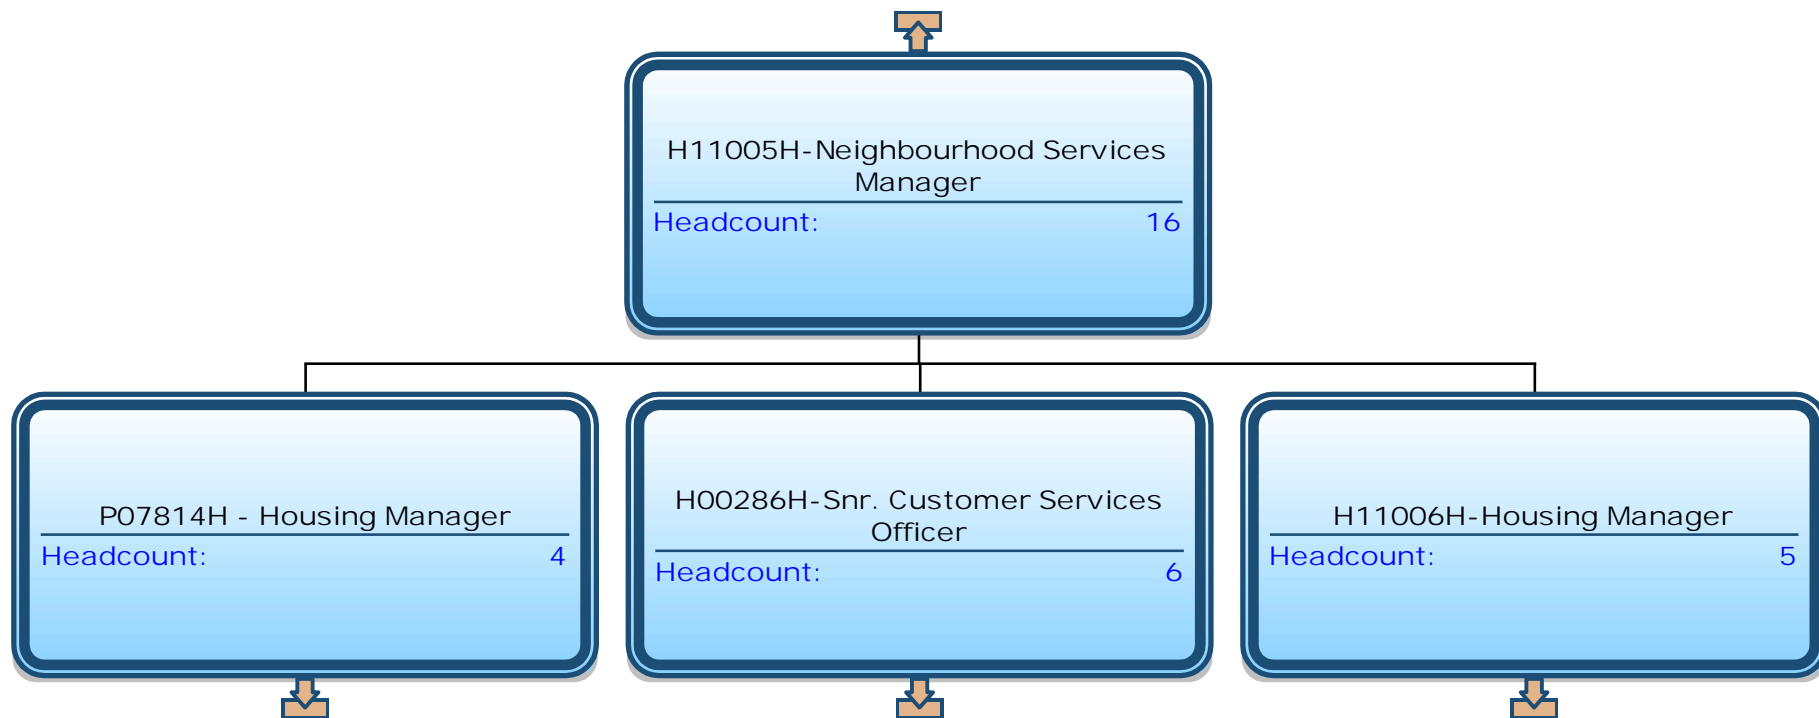 H11005H-Neighbourhood Services
Manager
Headcount: 16
P07814H - Housing Manager
Headcount: 4
H00286H-Snr. Customer Services
Officer
Headcount: 6
H11006H-Housing Manager
Headcount: 5